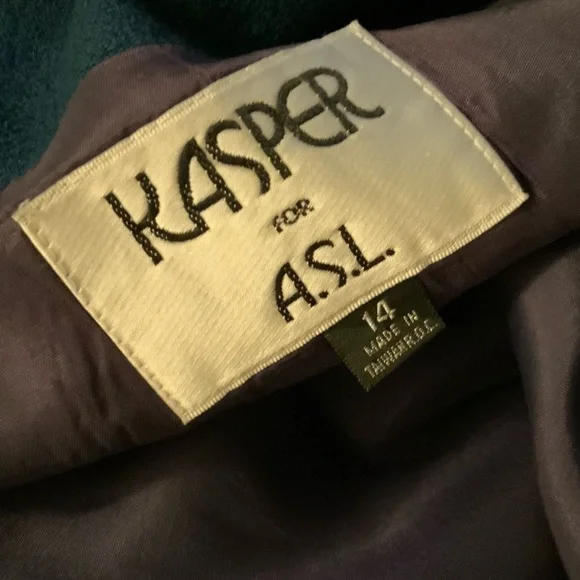 KASPER
FOR
A.S.L.
14
MADE IN
TAIWAN R.O.C.